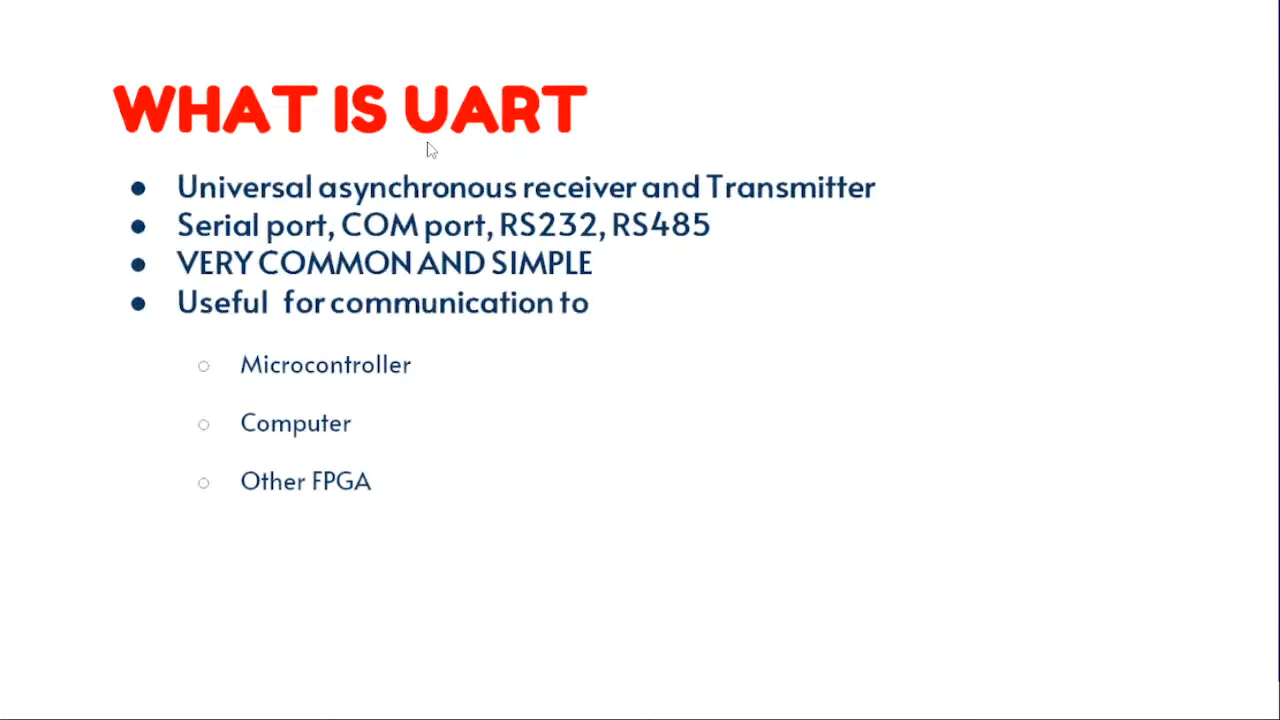 WHAT IS UART
● Universal asynchronous receiver and Transmitter
● Serial port, COM port, RS232, RS485
● VERY COMMON AND SIMPLE
● Useful  for communication to
○ Microcontroller
○ Computer
○ Other FPGA